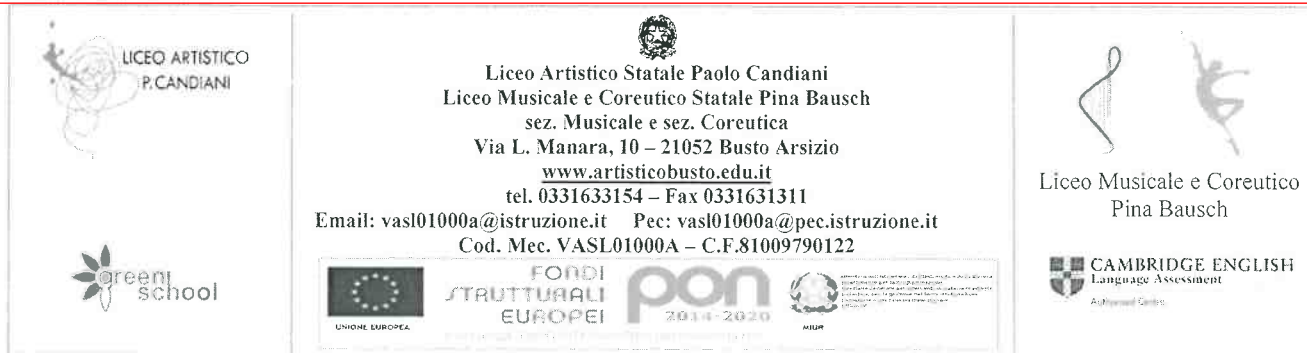 LICEO ARTISTICO
P. CANDIANI
green
school
Liceo Artistico Statale Paolo Candiani
Liceo Musicale e Coreutico Statale Pina Bausch
sez. Musicale e sez. Coreutica
Via L. Manara, 10 – 21052 Busto Arsizio
www.artisticobusto.edu.it
tel. 0331633154 – Fax 0331631311
Email: vasl01000a@istruzione.it Pec: vasl01000a@pec.istruzione.it
Cod. Mec. VASL01000A – C.F.81009790122
UNIONE EUROPEA
FONDI
STRUTTURALI
EUROPEI
pon
2014-2020
MIUR
Liceo Musicale e Coreutico
Pina Bausch
CAMBRIDGE ENGLISH
Language Assessment
Authorised Centre